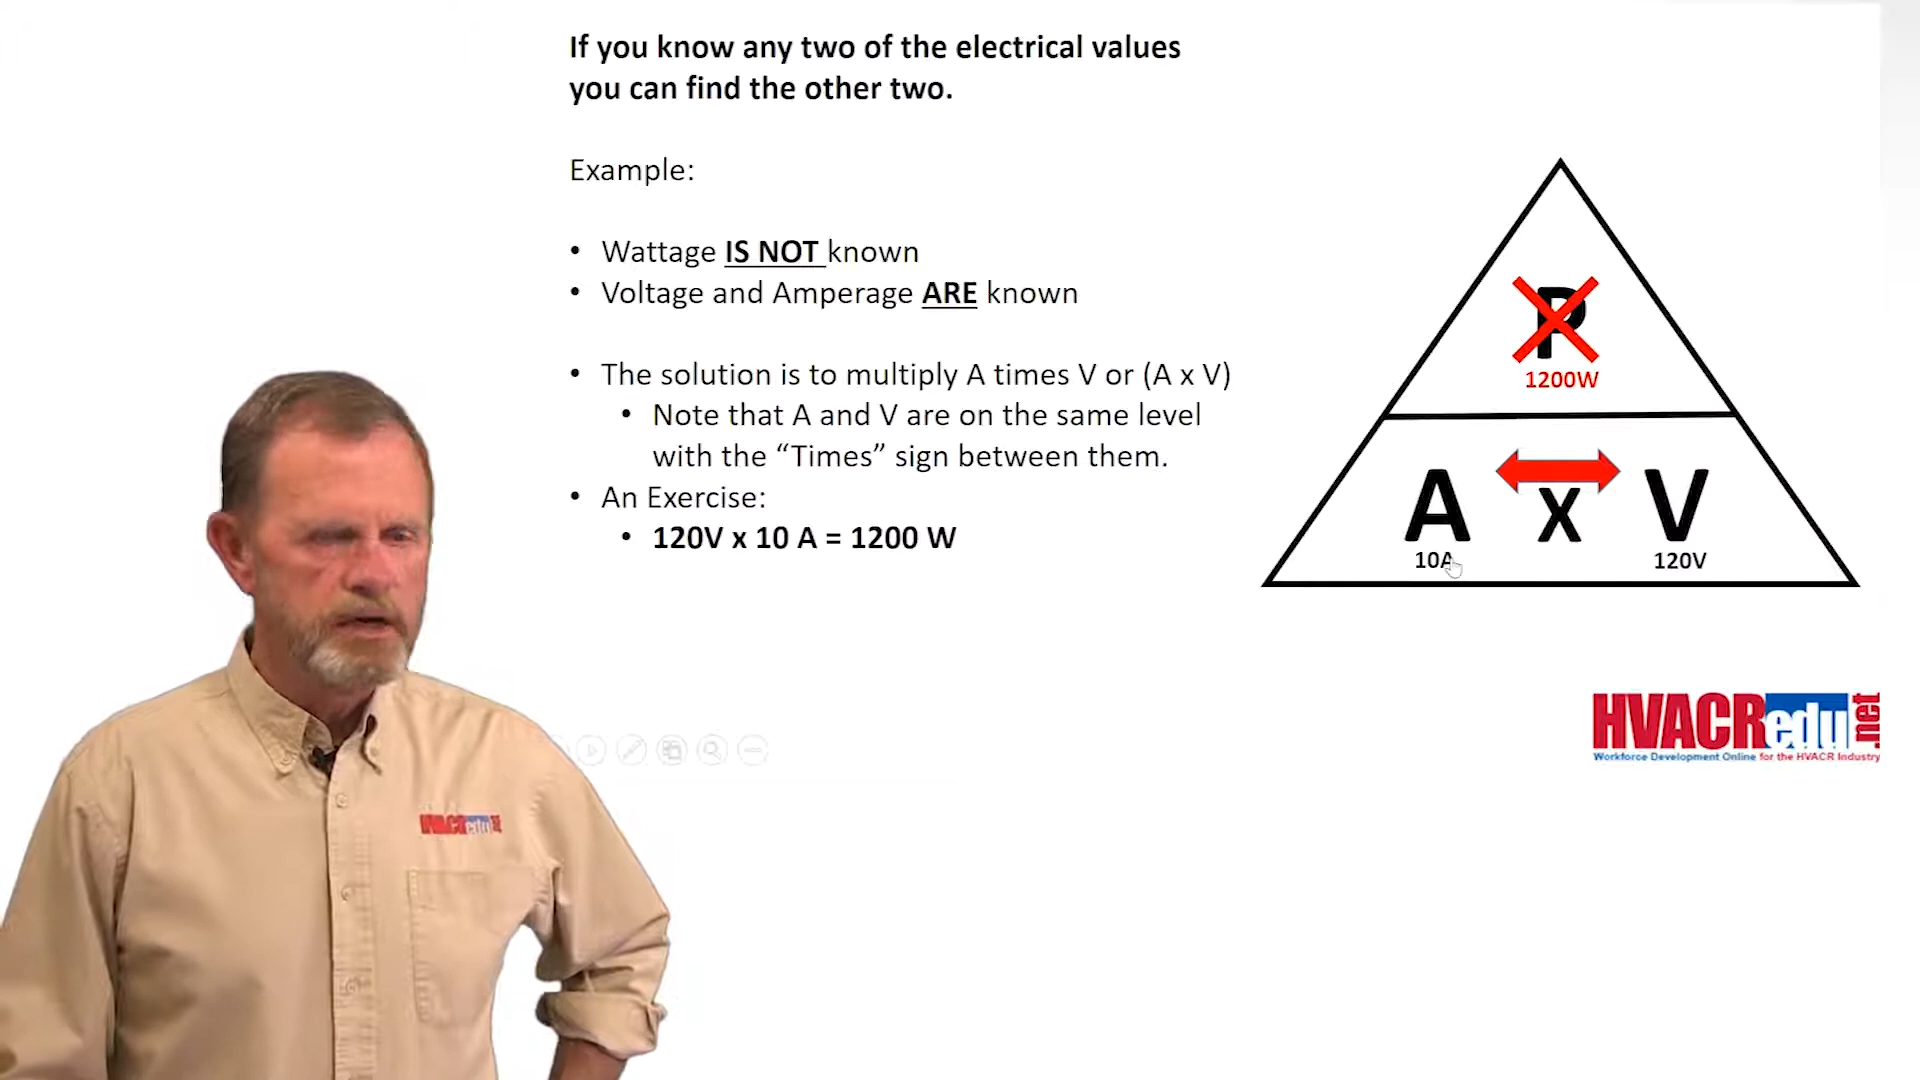 If you know any two of the electrical values
you can find the other two.
Example:
• Wattage IS NOT known
• Voltage and Amperage ARE known
• The solution is to multiply A times V or (A x V)
• Note that A and V are on the same level
with the “Times” sign between them.
• An Exercise:
• 120V x 10 A = 1200 W
P
1200W
A x V
10A 120V
HVACRedu.net
Workforce Development Online for the HVACR Industry
HVACRedu.net